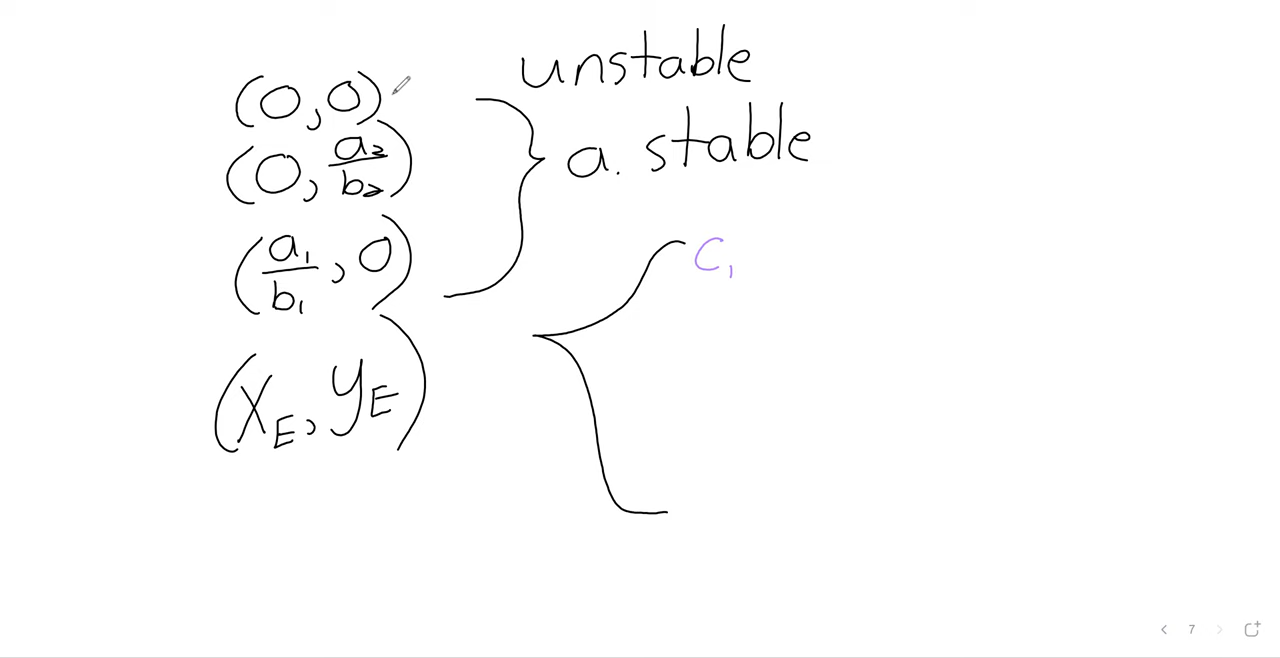 (0,0)
(0, a₂/b₂)
(a₁/b₁, 0)
(x_E, y_E)
unstable
a. stable
C₁
< 7 >